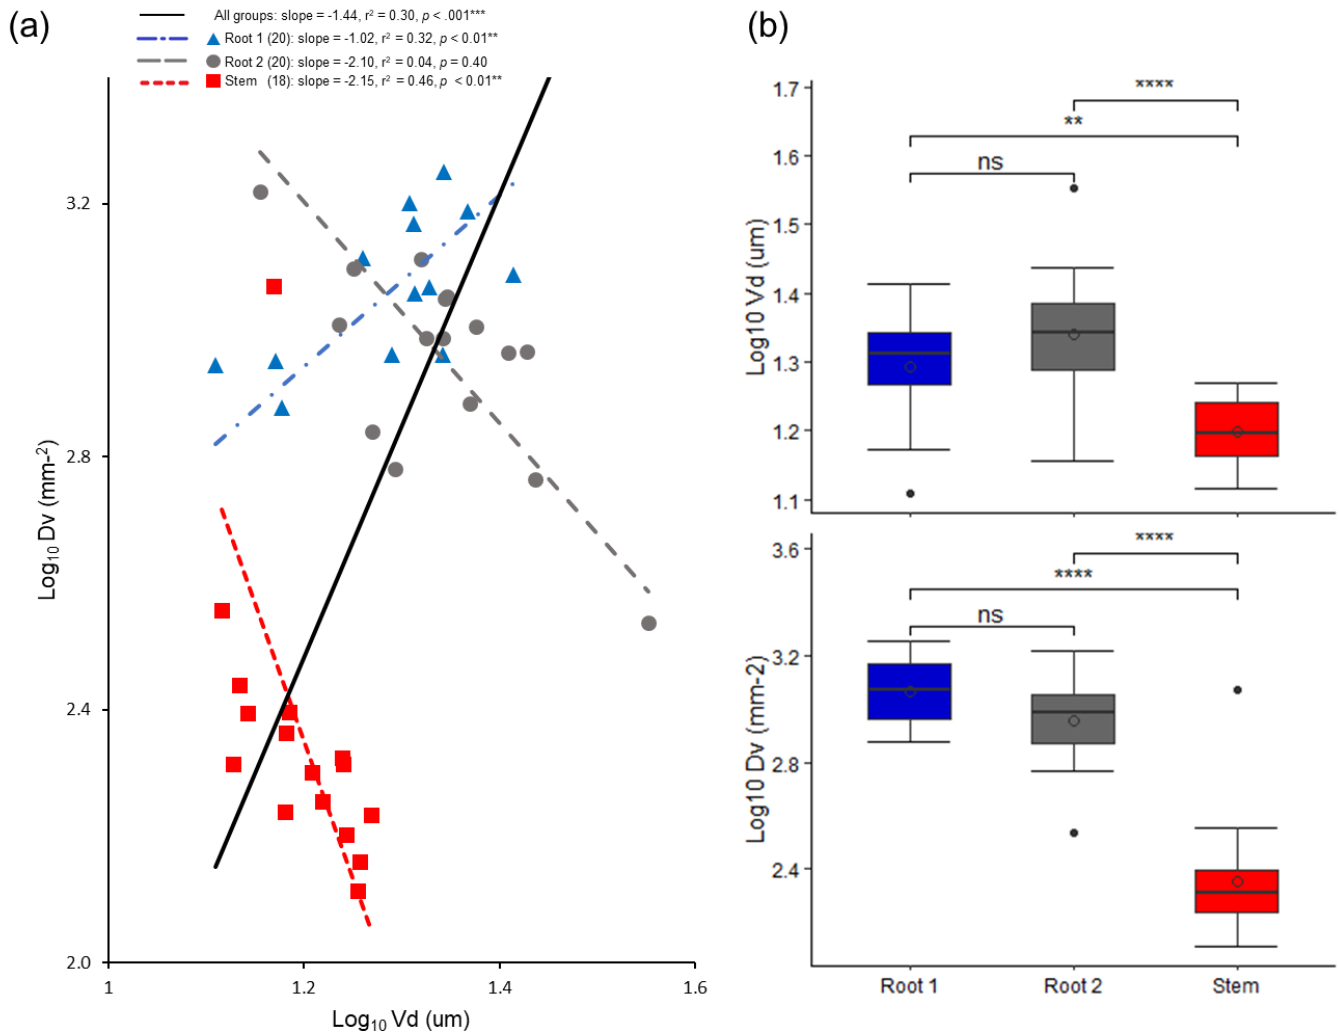 (a)
All groups: slope = -1.44, r² = 0.30, p < .001***
Root 1 (20): slope = -1.02, r² = 0.32, p < 0.01**
Root 2 (20): slope = -2.10, r² = 0.04, p = 0.40
Stem (18): slope = -2.15, r² = 0.46, p < 0.01**
3.2
2.8
2.4
2.0
Log₁₀ Dv (mm-²)
1
1.2
1.4
1.6
Log₁₀ Vd (um)
(b)
1.7
1.6
1.5
1.4
1.3
1.2
1.1
Log10 Vd (um)
****
**
ns
3.6
3.2
2.8
2.4
Log10 Dv (mm-2)
****
****
ns
Root 1
Root 2
Stem